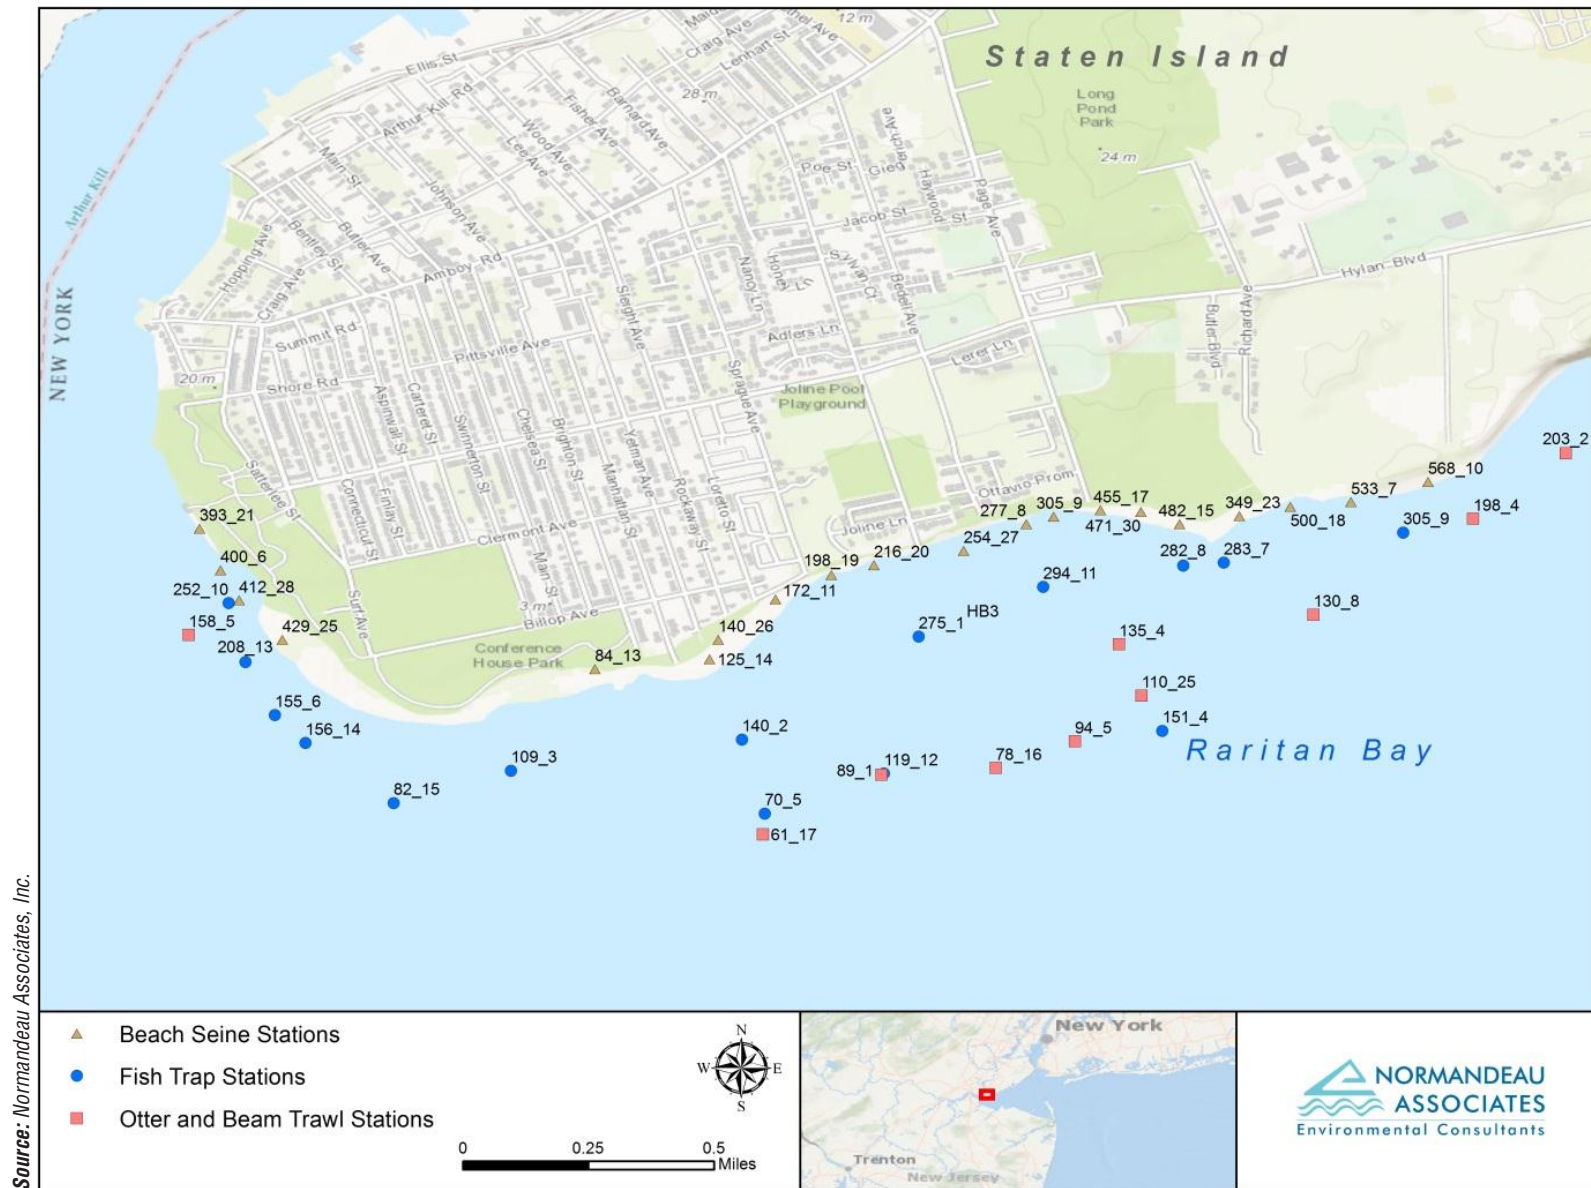 Staten Island
Maiden
Ethel Ave
12 m
Craig Ave
Lenhart St
Ellis St
28 m
Long
Pond
Park
Arthur Kill Rd
Fisher Ave
Barnard Ave
Wood Ave
Lee Ave
24 m
Main St
Poe St
Haywood
Page Ave
Arthur Kill
Johnson Ave
Butler Ave
Bentley St
Jacob St
St
Hopping Ave
Craig Ave
Amboy Rd
Sleight Ave
Nancy Ln
Honey Ln
Sylvan Ct
Bedell Ave
Hylan Blvd
NEW YORK
Summit Rd
Pittsville Ave
Adlers Ln
Lerer Ln
Butler Blvd
Richard Ave
20 m
Shore Rd
Sprague Ave
Joline Pool
Playground
Aspinwall St
Carteret St
Swinnerton St
Chelsea St
Brighton St
Manhattan St
Yetman Ave
Rockaway St
Loretto St
Satterlee St
Connecticut St
Finlay St
Clermont Ave
Main St
Surf Ave
Joline Ln
Ottavio Prom
203_2
568_10
533_7
198_4
305_9
500_18
349_23
482_15
455_17
471_30
305_9
277_8
254_27
216_20
198_19
172_11
393_21
400_6
252_10
412_28
158_5
429_25
208_13
282_8
283_7
294_11
275_1
HB3
130_8
135_4
3 m
Billop Ave
Conference
House Park
84_13
140_26
125_14
110_25
155_6
156_14
151_4
94_5
Raritan Bay
140_2
109_3
89_1
119_12
78_16
82_15
70_5
61_17
Source: Normandeau Associates, Inc.
Beach Seine Stations
Fish Trap Stations
Otter and Beam Trawl Stations
N
W
E
S
0
0.25
0.5
Miles
New York
Trenton
New Jersey
NORMANDEAU
ASSOCIATES
Environmental Consultants